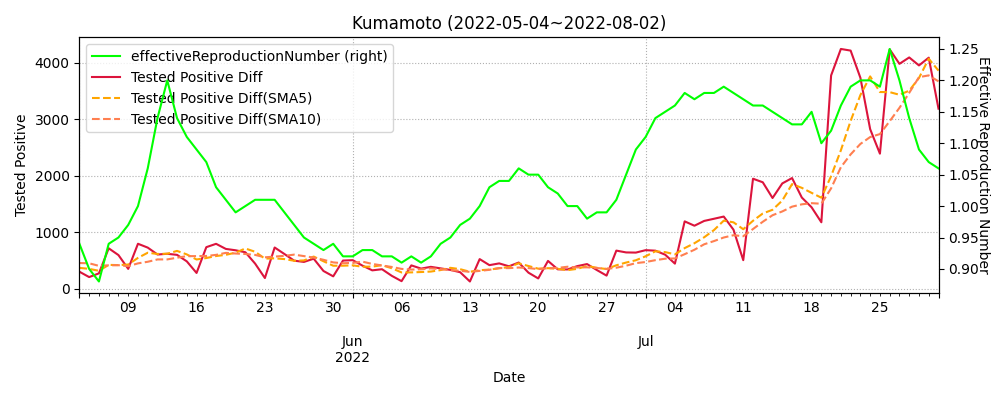 Kumamoto (2022-05-04~2022-08-02)
effectiveReproductionNumber (right)
Tested Positive Diff
Tested Positive Diff(SMA5)
Tested Positive Diff(SMA10)
Tested Positive
4000
3000
2000
1000
0
1.25
1.20
1.15
1.10
1.05
1.00
0.95
0.90
Effective Reproduction Number
09 16 23 30 06 13 20 27 04 11 18 25
Jun Jul
2022
Date